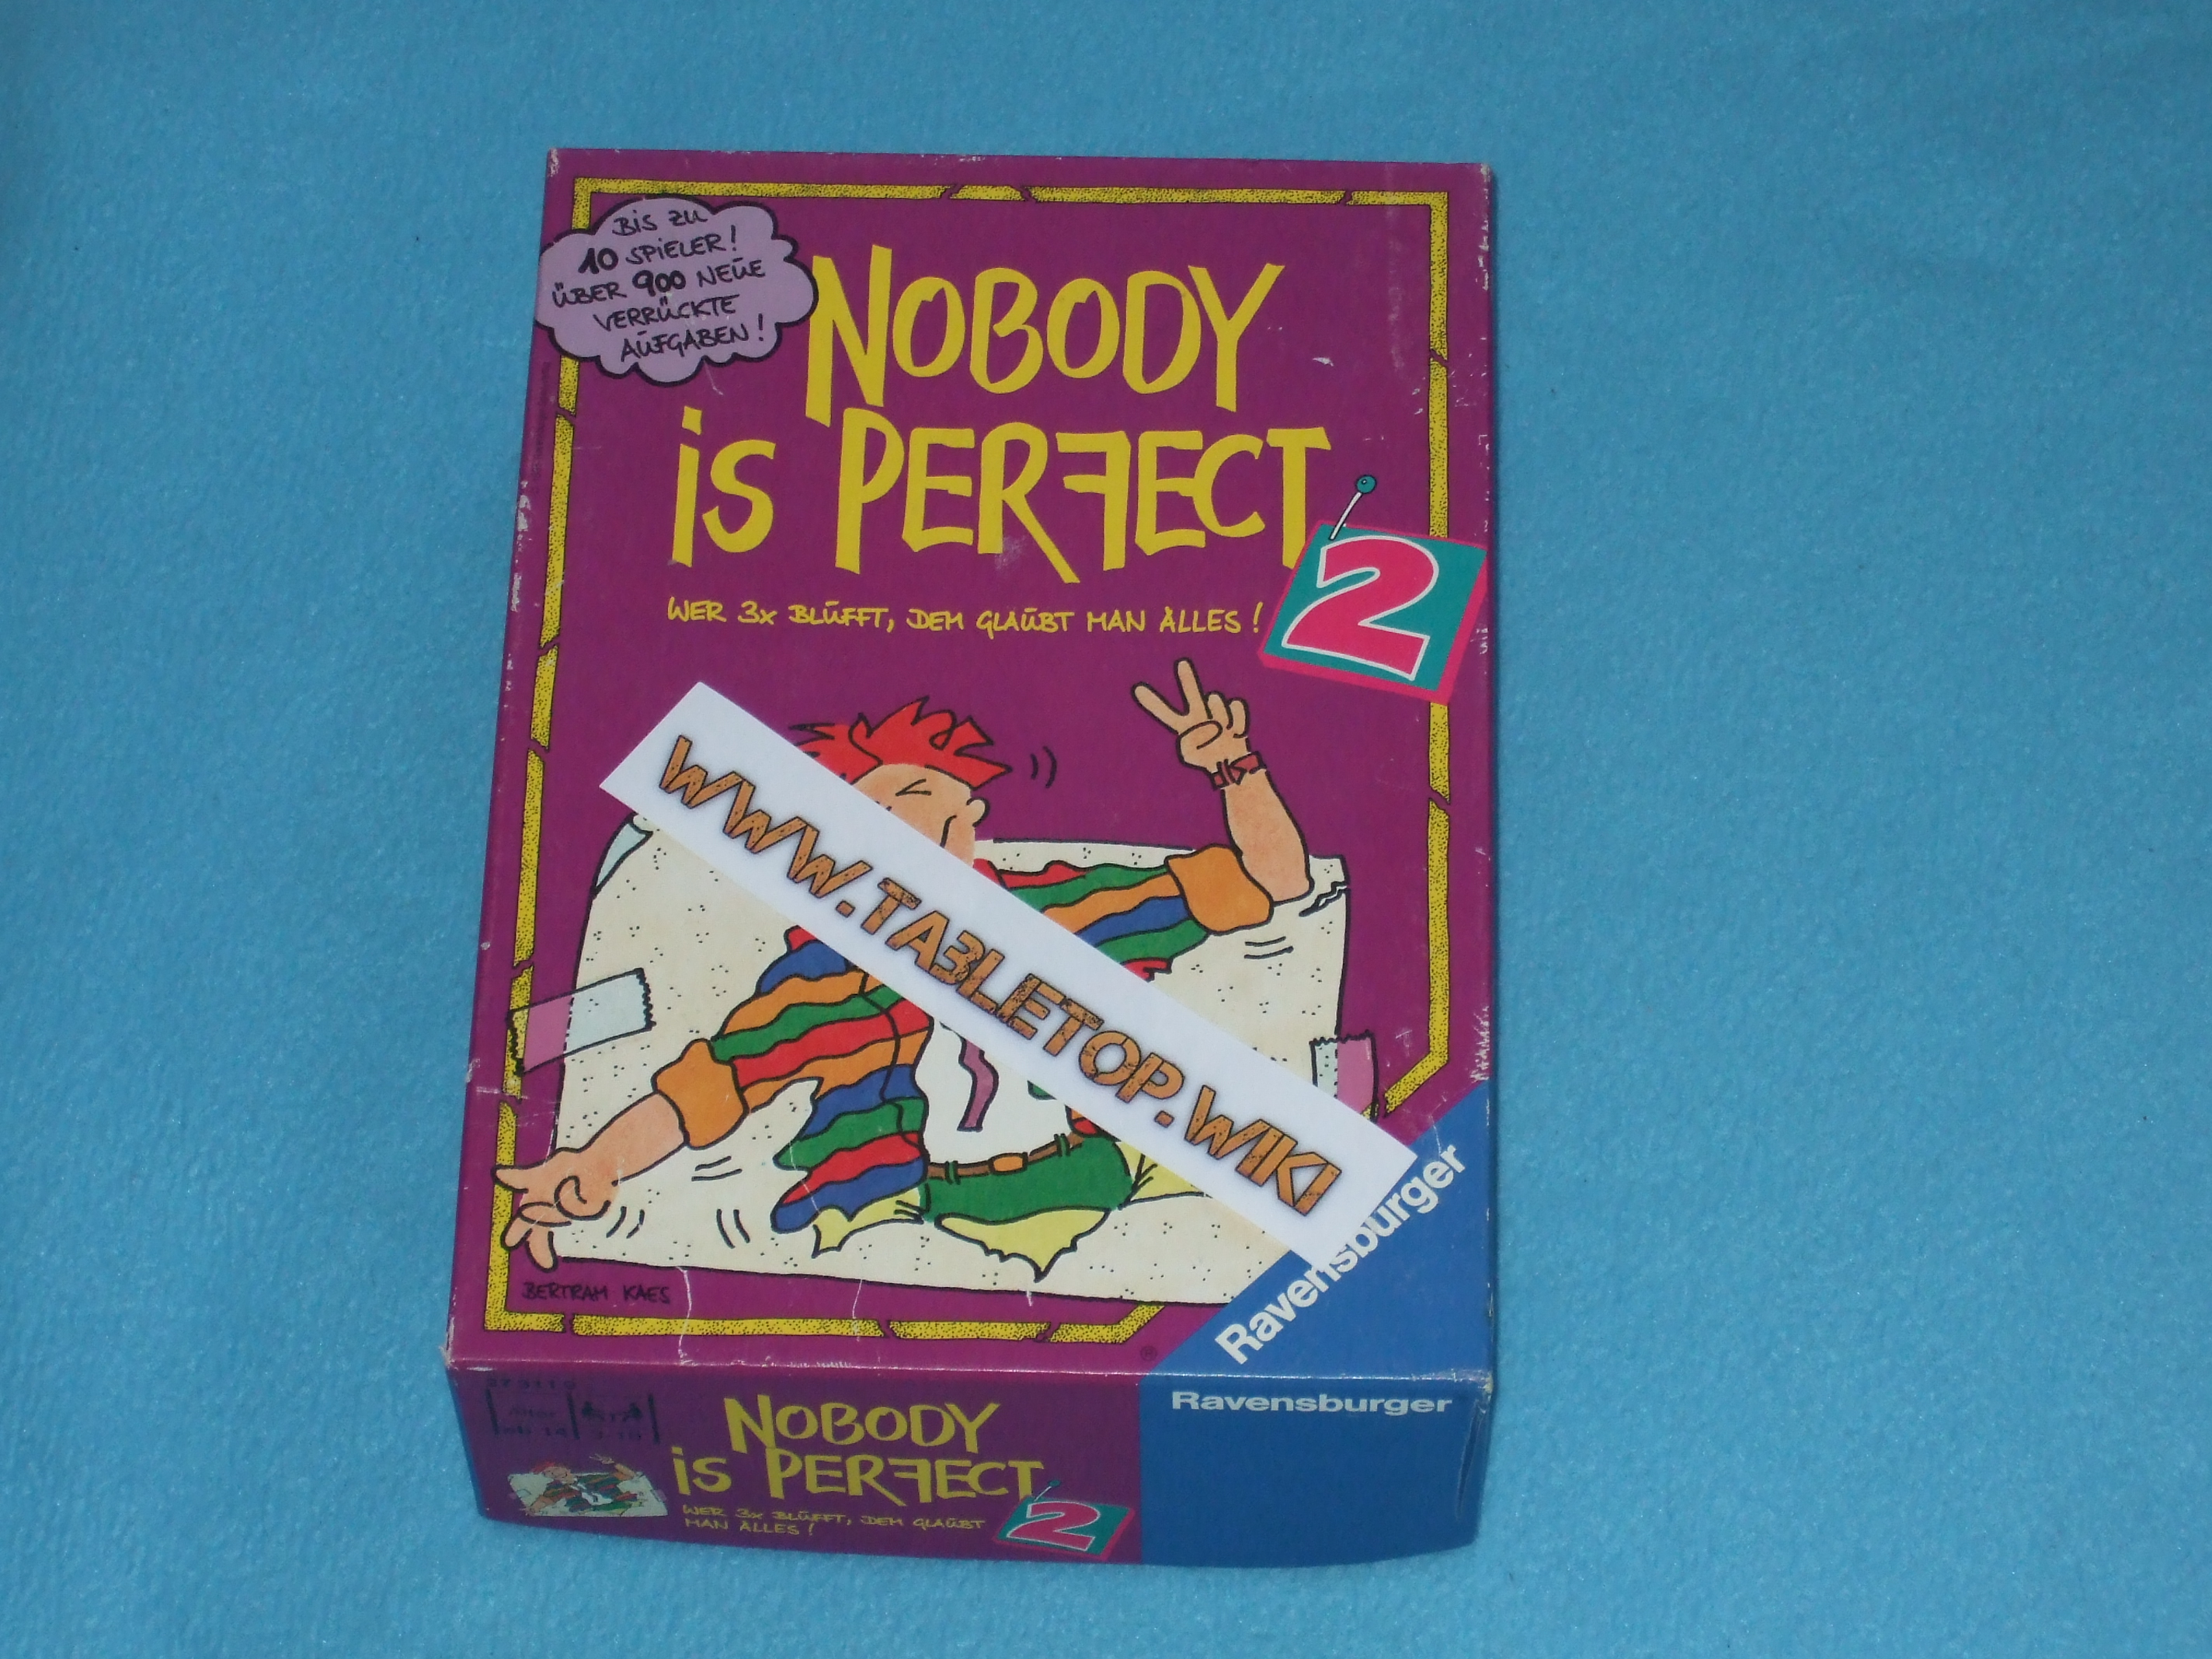 BiS ZU
10 SPiELER!
ÜBER 900 NEUE
VERRÜCKTE
AUFGABEN!
NOBODY
iS PERFECT
2
WER 3x BLUFFT, DEM GLAUBT MAN ALLES!
WWW.TABLETOP.WIKI
Ravensburger
BERTRAM KAES
®
Ravensburger
NOBODY
iS PERFECT
2
WER 3x BLUFFT, DEM GLAUBT
MAN ALLES!